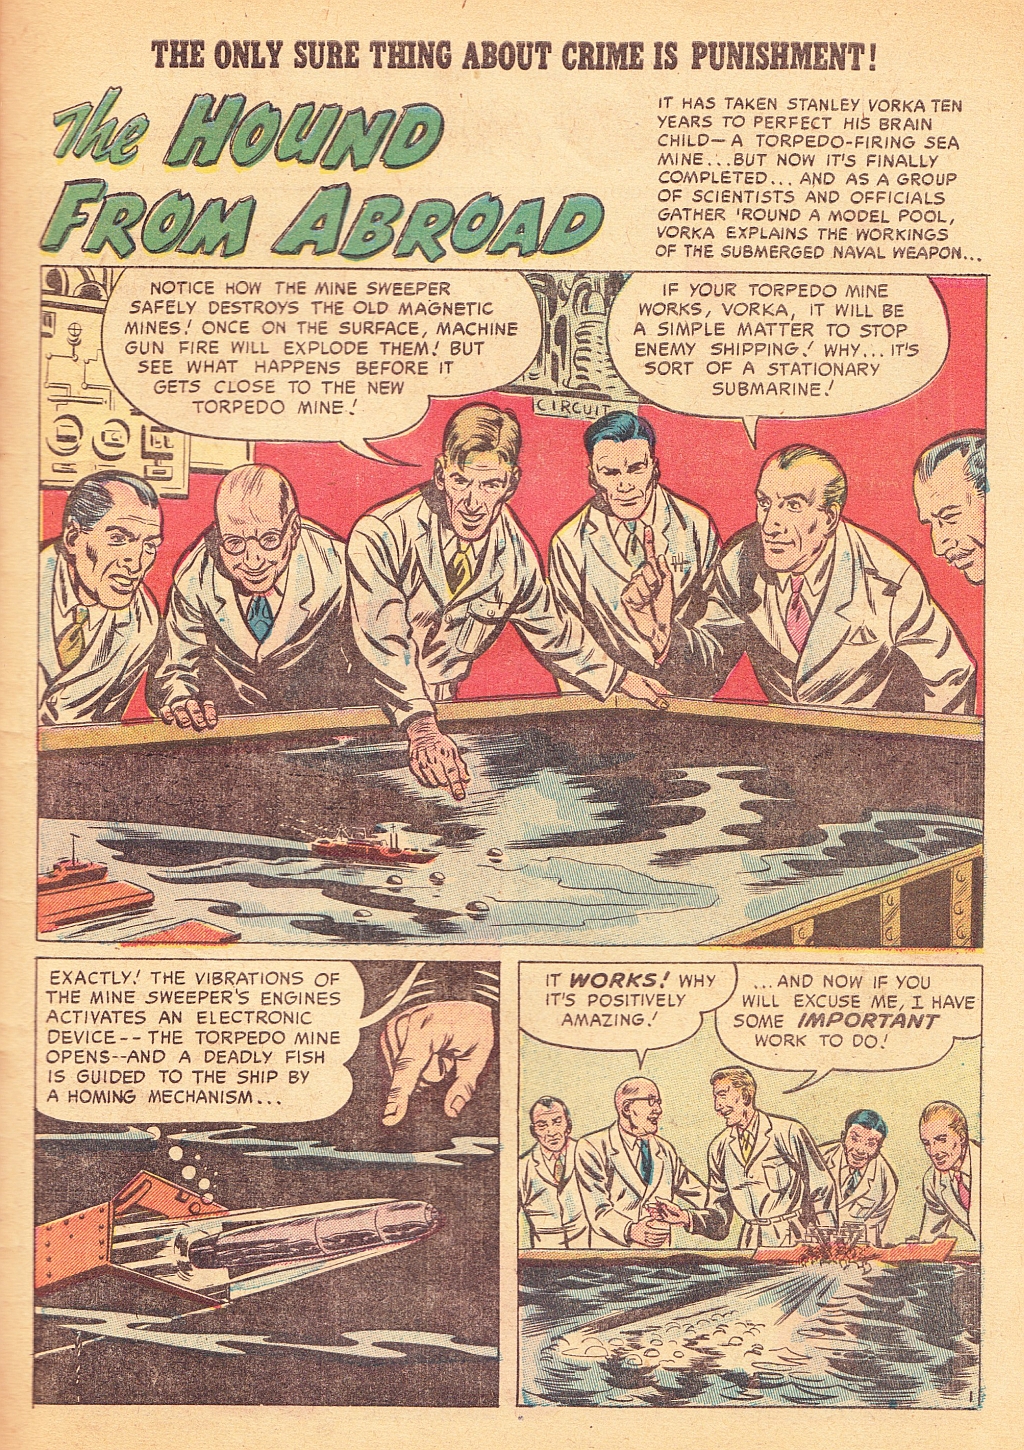 THE ONLY SURE THING ABOUT CRIME IS PUNISHMENT!
The HOUND
FROM ABROAD
IT HAS TAKEN STANLEY VORKA TEN
YEARS TO PERFECT HIS BRAIN
CHILD—A TORPEDO-FIRING SEA
MINE...BUT NOW IT'S FINALLY
COMPLETED... AND AS A GROUP
OF SCIENTISTS AND OFFICIALS
GATHER 'ROUND A MODEL POOL,
VORKA EXPLAINS THE WORKINGS
OF THE SUBMERGED NAVAL WEAPON...
NOTICE HOW THE MINE SWEEPER
SAFELY DESTROYS THE OLD MAGNETIC
MINES! ONCE ON THE SURFACE, MACHINE
GUN FIRE WILL EXPLODE THEM! BUT
SEE WHAT HAPPENS BEFORE IT
GETS CLOSE TO THE NEW
TORPEDO MINE!
IF YOUR TORPEDO MINE
WORKS, VORKA, IT WILL BE
A SIMPLE MATTER TO STOP
ENEMY SHIPPING! WHY... IT'S
SORT OF A STATIONARY
SUBMARINE!
CIRCUIT
EXACTLY! THE VIBRATIONS OF
THE MINE SWEEPER'S ENGINES
ACTIVATES AN ELECTRONIC
DEVICE--THE TORPEDO MINE
OPENS--AND A DEADLY FISH
IS GUIDED TO THE SHIP BY
A HOMING MECHANISM...
IT WORKS! WHY
IT'S POSITIVELY
AMAZING!
...AND NOW IF YOU
WILL EXCUSE ME, I HAVE
SOME IMPORTANT
WORK TO DO!
1